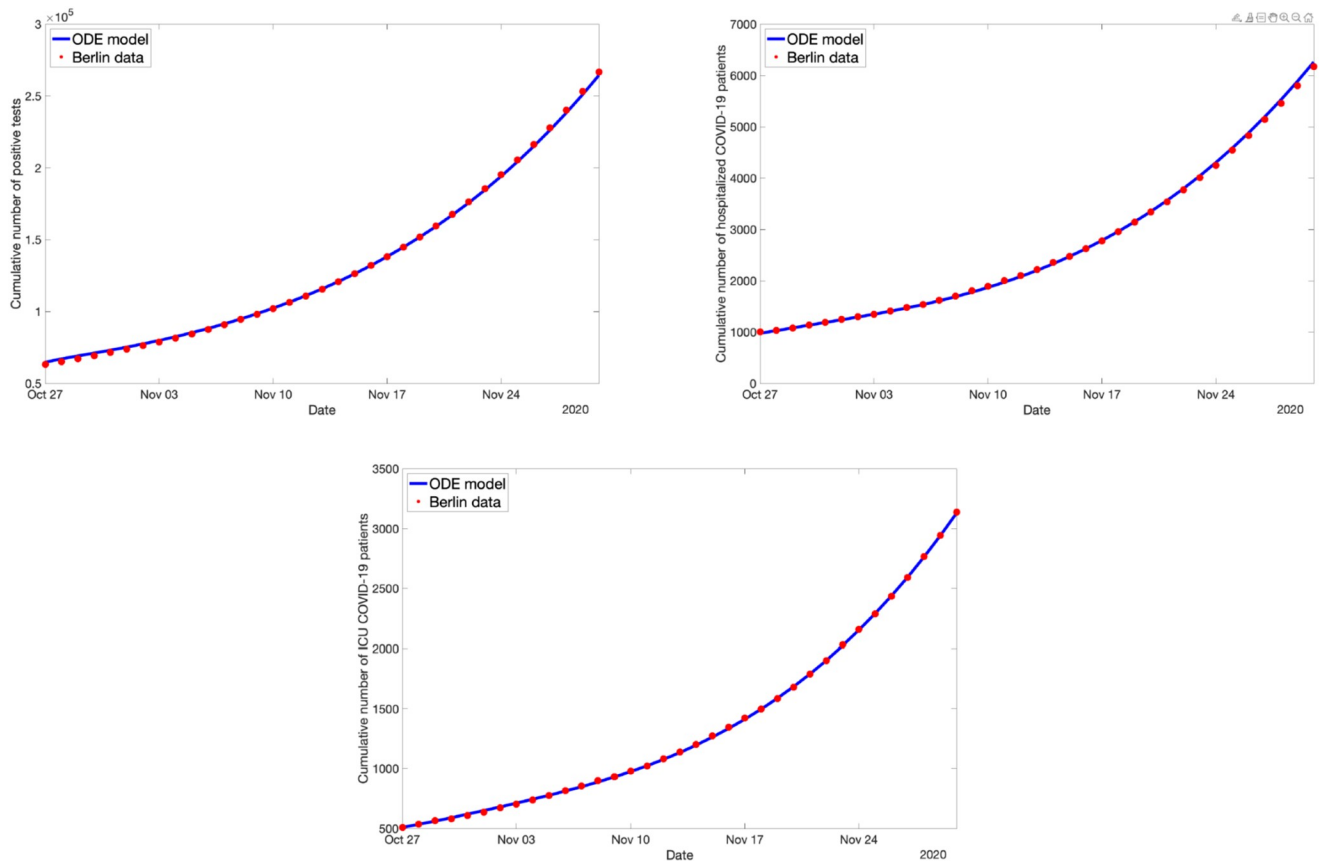 ×10⁵
3
2.5
2
1.5
1
0.5
ODE model
Berlin data
Cumulative number of positive tests
Oct 27
Nov 03
Nov 10
Nov 17
Nov 24
Date
2020
7000
6000
5000
4000
3000
2000
1000
0
ODE model
Berlin data
Cumulative number of hospitalized COVID-19 patients
Oct 27
Nov 03
Nov 10
Nov 17
Nov 24
Date
2020
3500
3000
2500
2000
1500
1000
500
ODE model
Berlin data
Cumulative number of ICU COVID-19 patients
Oct 27
Nov 03
Nov 10
Nov 17
Nov 24
Date
2020